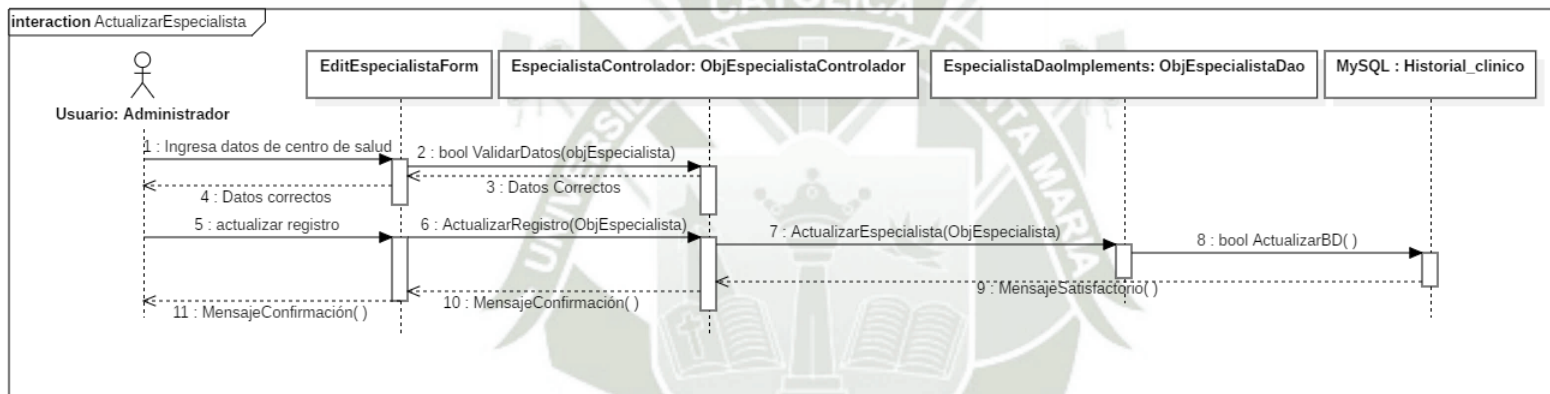 interaction ActualizarEspecialista
EditEspecialistaForm
EspecialistaControlador: ObjEspecialistaControlador
EspecialistaDaoImplements: ObjEspecialistaDao
MySQL : Historial_clinico
Usuario: Administrador
1 : Ingresa datos de centro de salud
2 : bool ValidarDatos(objEspecialista)
3 : Datos Correctos
4 : Datos correctos
5 : actualizar registro
6 : ActualizarRegistro(ObjEspecialista)
7 : ActualizarEspecialista(ObjEspecialista)
8 : bool ActualizarBD( )
9 : MensajeSatisfactorio( )
10 : MensajeConfirmación( )
11 : MensajeConfirmación( )
CATOLICA
MARIA